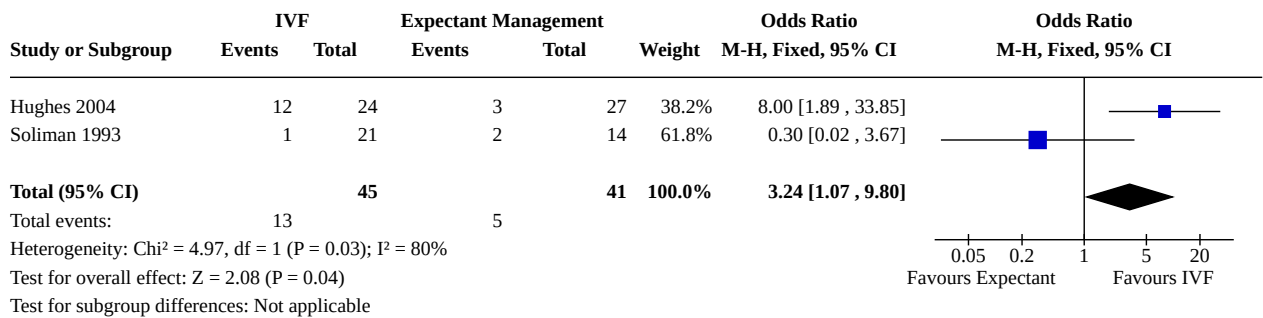 IVF Expectant Management Odds Ratio Odds Ratio
Study or Subgroup Events Total Events Total Weight M-H, Fixed, 95% CI M-H, Fixed, 95% CI
Hughes 2004 12 24 3 27 38.2% 8.00 [1.89 , 33.85]
Soliman 1993 1 21 2 14 61.8% 0.30 [0.02 , 3.67]
Total (95% CI) 45 41 100.0% 3.24 [1.07 , 9.80]
Total events: 13 5
Heterogeneity: Chi² = 4.97, df = 1 (P = 0.03); I² = 80%
0.05 0.2 1 5 20
Test for overall effect: Z = 2.08 (P = 0.04) Favours Expectant Favours IVF
Test for subgroup differences: Not applicable